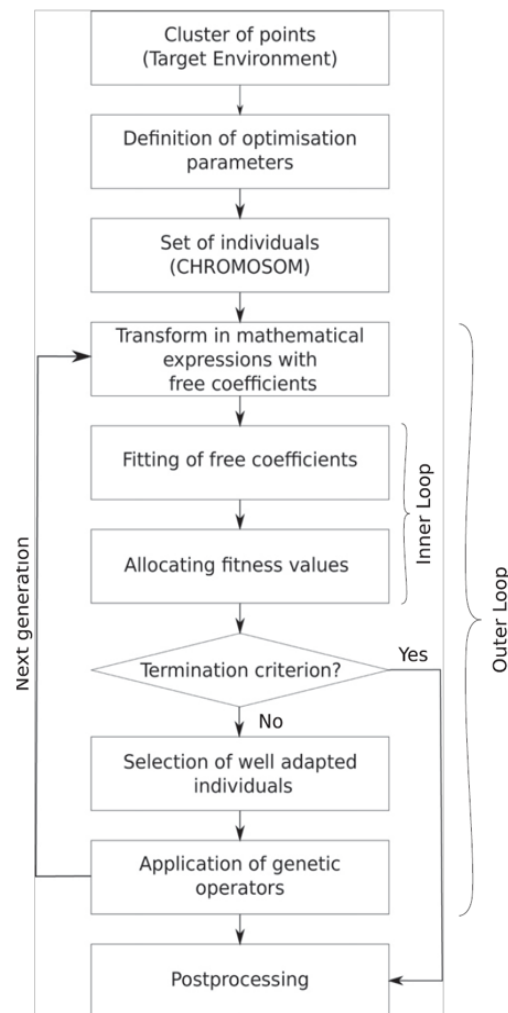 Cluster of points
(Target Environment)
Definition of optimisation
parameters
Set of individuals
(CHROMOSOM)
Transform in mathematical
expressions with
free coefficients
Fitting of free coefficients
Inner Loop
Allocating fitness values
Next generation
Outer Loop
Termination criterion?
Yes
No
Selection of well adapted
individuals
Application of genetic
operators
Postprocessing